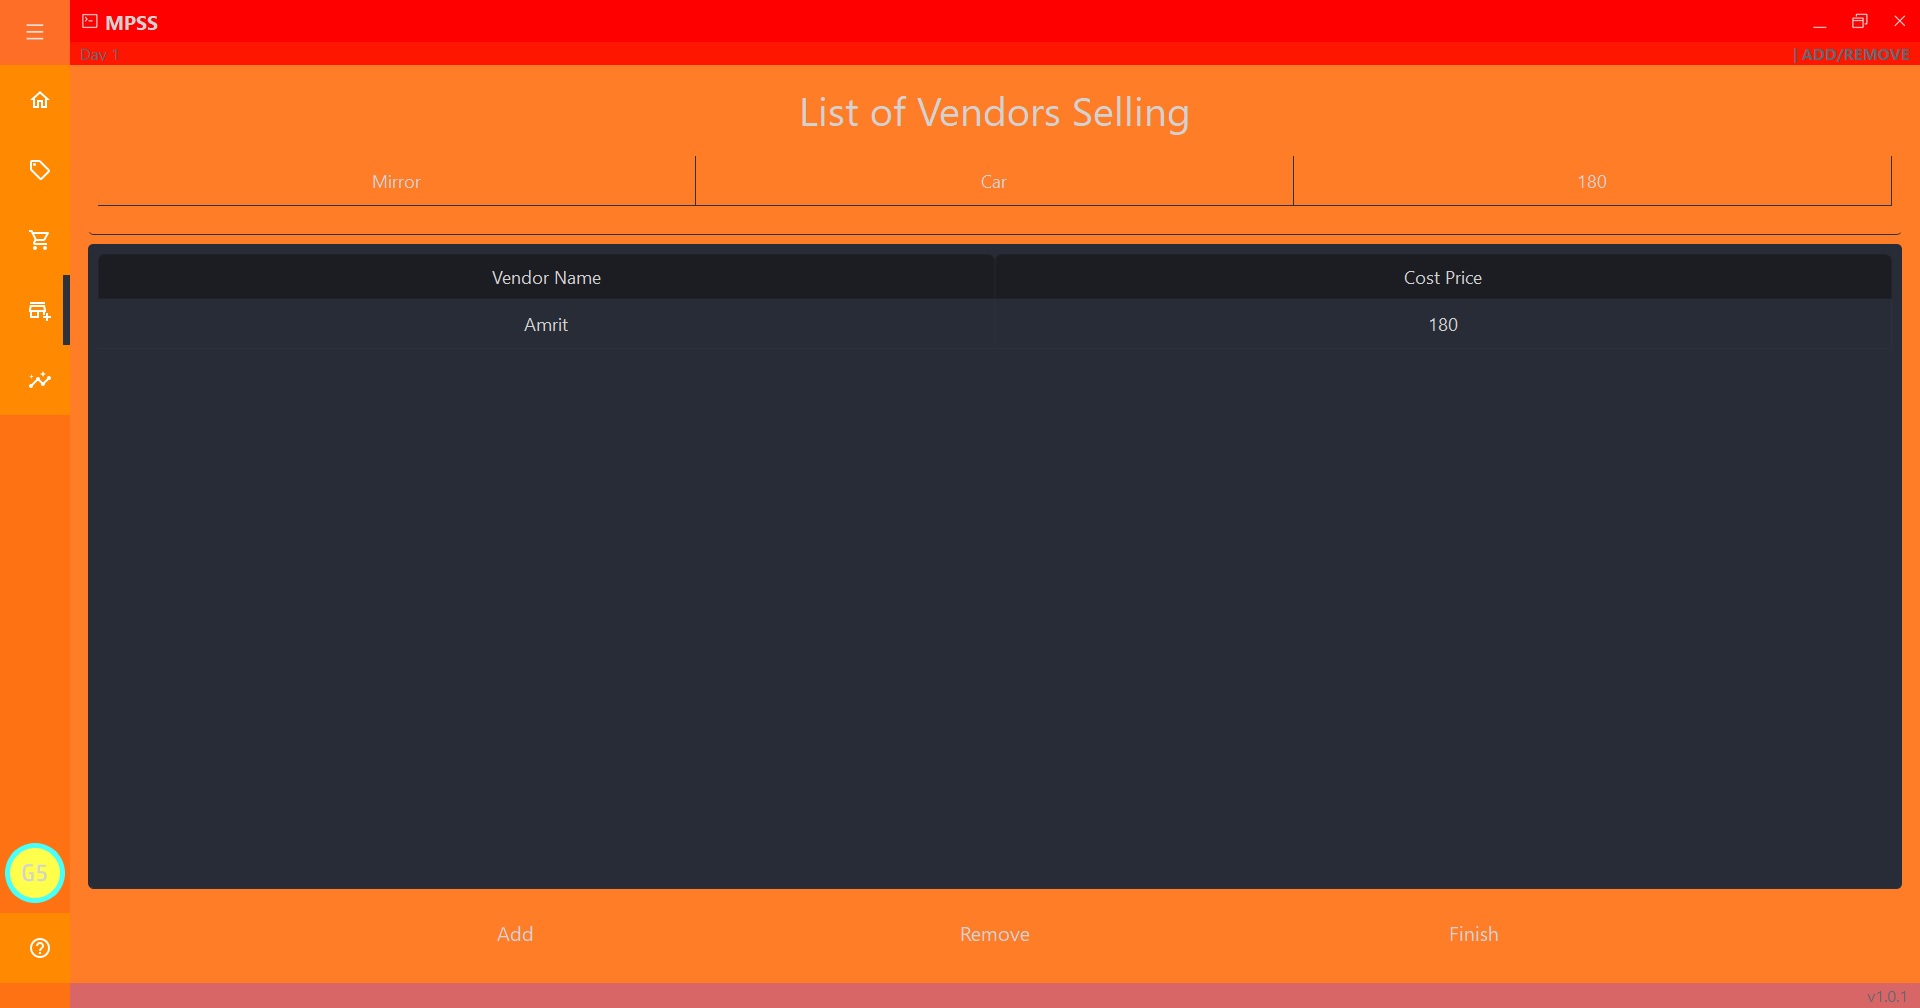 MPSS
Day 1
| ADD/REMOVE
List of Vendors Selling
Mirror Car 180
Vendor Name Cost Price
Amrit 180
G5
Add Remove Finish
v1.0.1